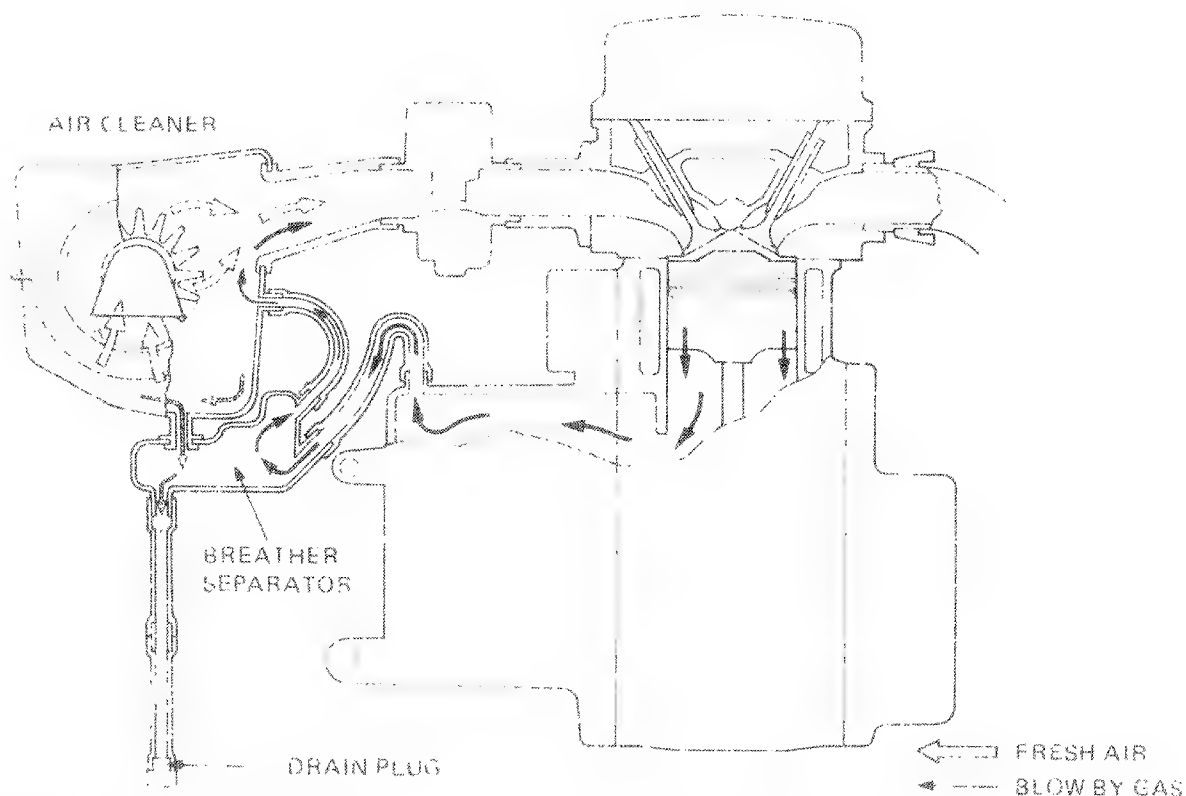 AIR CLEANER
BREATHER
SEPARATOR
DRAIN PLUG
FRESH AIR
BLOW BY GAS